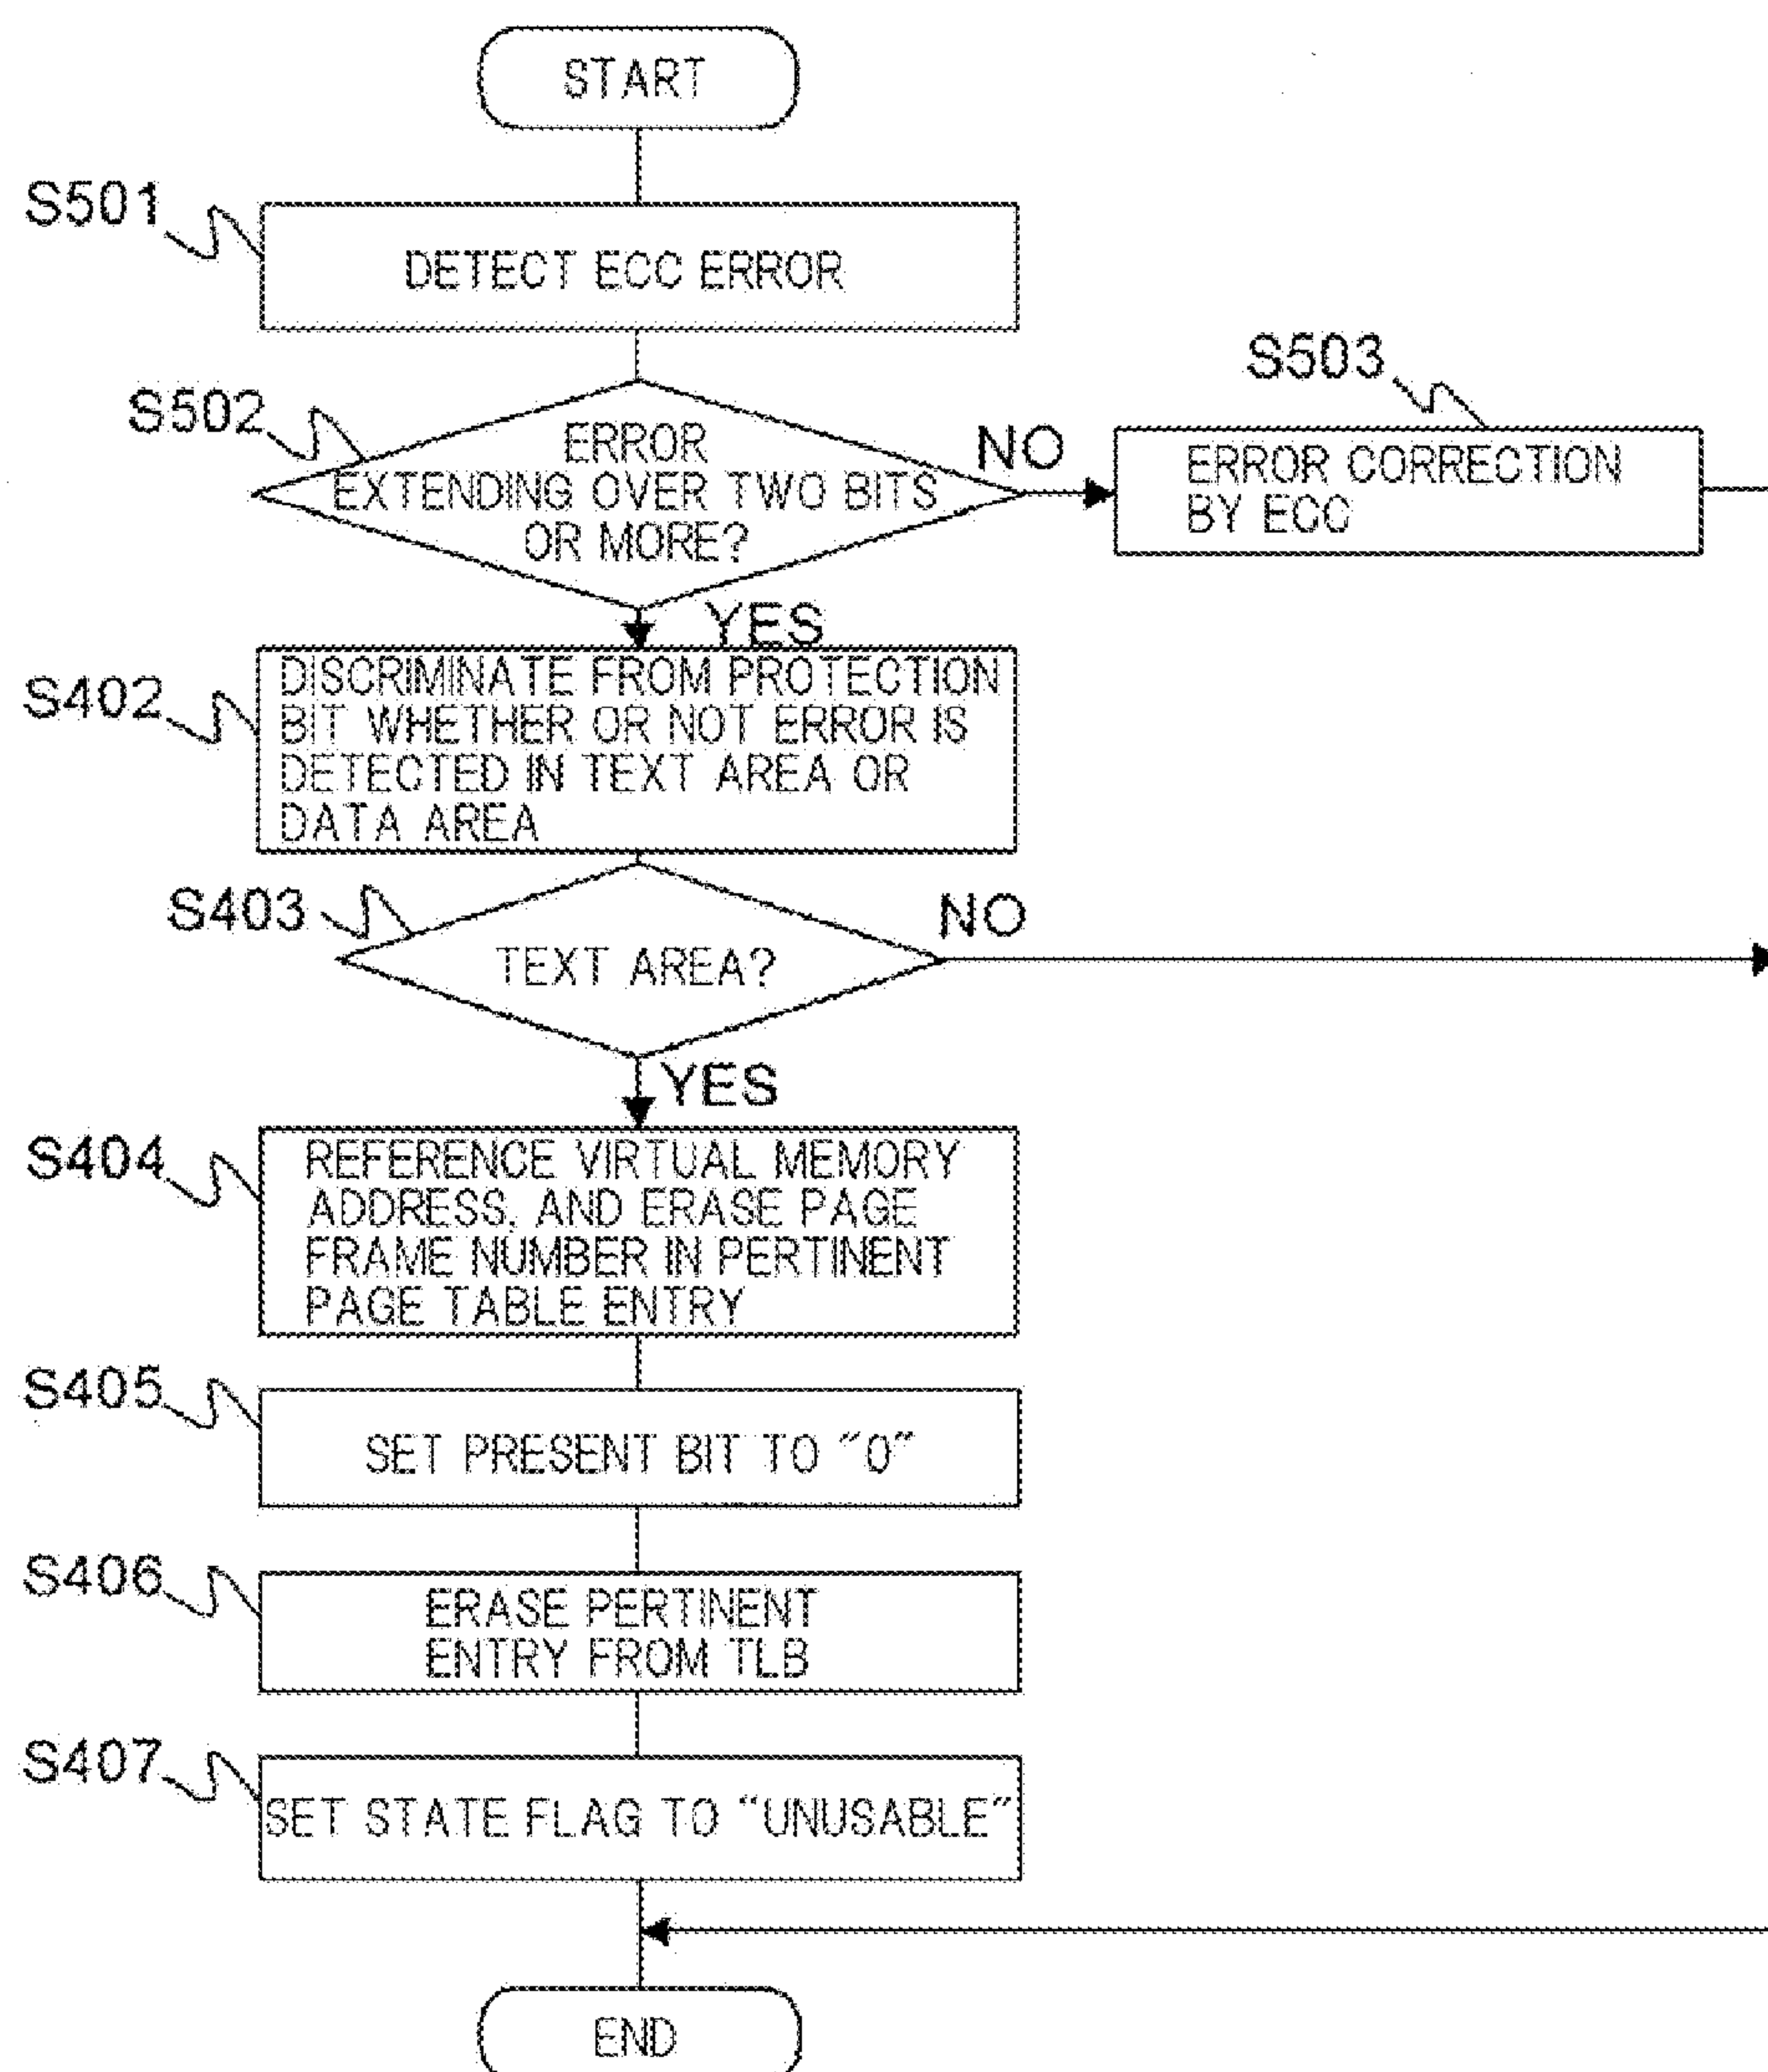 START
S501
DETECT ECC ERROR
S502
ERROR
EXTENDING OVER TWO BITS
OR MORE?
NO
S503
ERROR CORRECTION
BY ECC
YES
S402
DISCRIMINATE FROM PROTECTION
BIT WHETHER OR NOT ERROR IS
DETECTED IN TEXT AREA OR
DATA AREA
S403
TEXT AREA?
NO
YES
S404
REFERENCE VIRTUAL MEMORY
ADDRESS, AND ERASE PAGE
FRAME NUMBER IN PERTINENT
PAGE TABLE ENTRY
S405
SET PRESENT BIT TO "0"
S406
ERASE PERTINENT
ENTRY FROM TLB
S407
SET STATE FLAG TO "UNUSABLE"
END